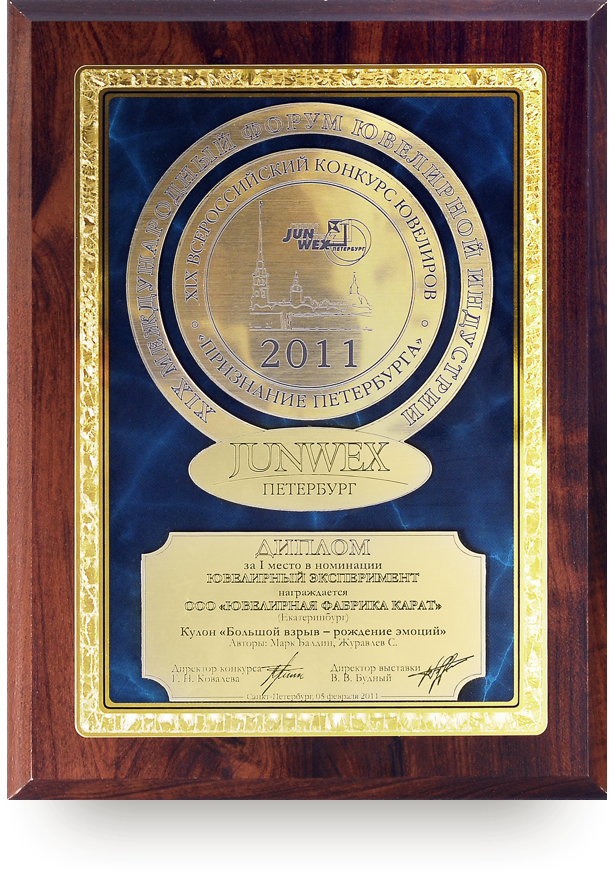 XIX МЕЖДУНАРОДНЫЙ ФОРУМ ЮВЕЛИРНОЙ ИНДУСТРИИ
XIX ВСЕРОССИЙСКИЙ КОНКУРС ЮВЕЛИРОВ
JUN
WEX
ПЕТЕРБУРГ
2011
«ПРИЗНАНИЕ ПЕТЕРБУРГА»
JUNWEX
ПЕТЕРБУРГ
ДИПЛОМ
за I место в номинации
ЮВЕЛИРНЫЙ ЭКСПЕРИМЕНТ
награждается
ООО «ЮВЕЛИРНАЯ ФАБРИКА КАРАТ»
(Екатеринбург)
Кулон «Большой взрыв – рождение эмоций»
Авторы: Марк Балдин, Журавлев С.
Директор конкурса Директор выставки
Г. Н. Ковалева В. В. Будный
Санкт-Петербург, 05 февраля 2011